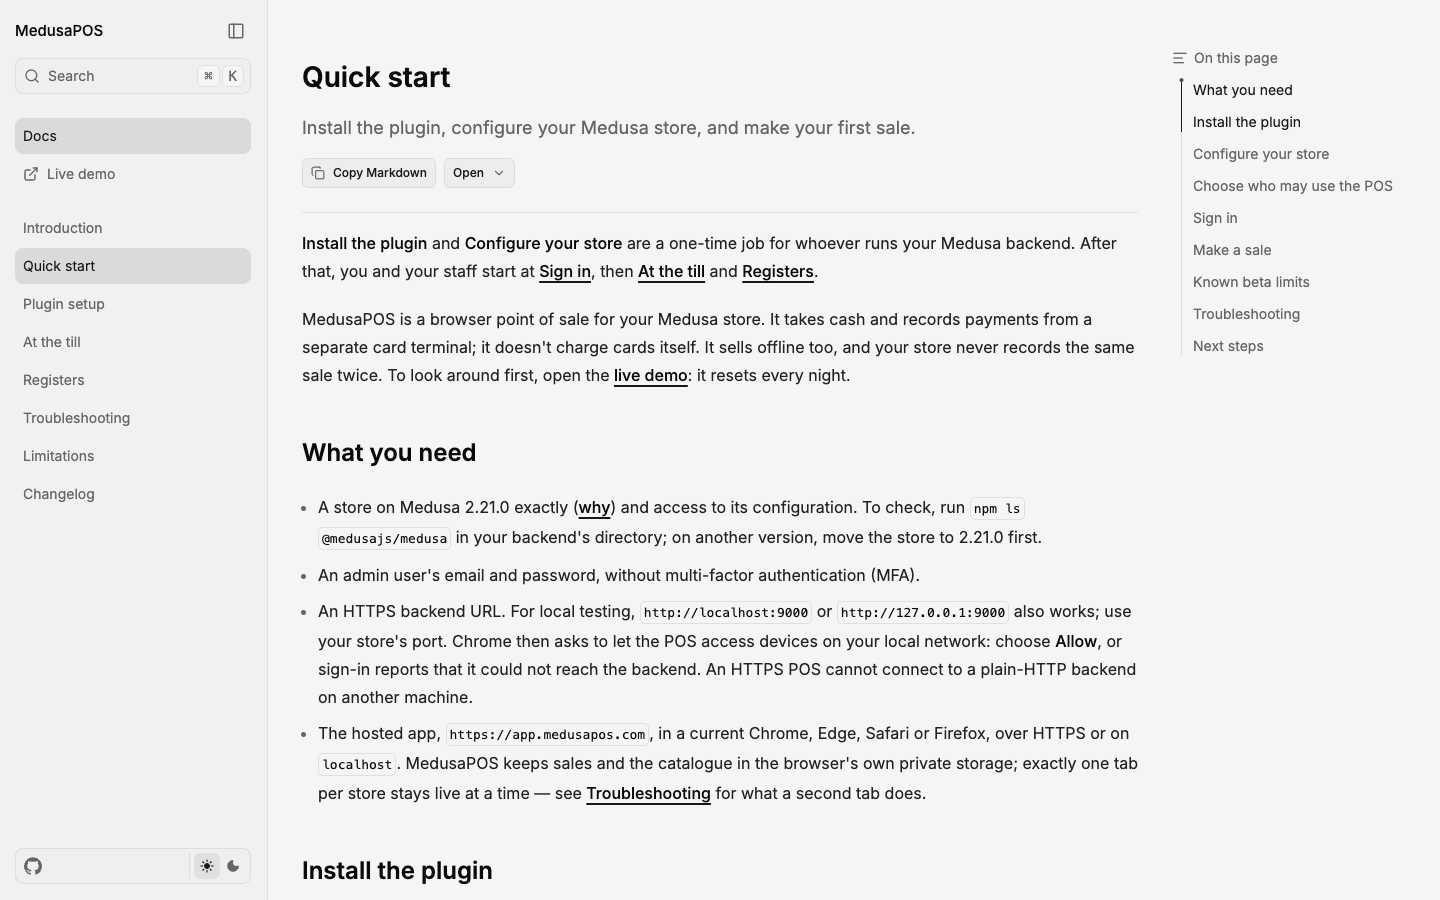 MedusaPOS
Search
⌘ K
Docs
Live demo
Introduction
Quick start
Plugin setup
At the till
Registers
Troubleshooting
Limitations
Changelog
Quick start
Install the plugin, configure your Medusa store, and make your first sale.
Copy Markdown
Open
Install the plugin and Configure your store are a one-time job for whoever runs your Medusa backend. After
that, you and your staff start at Sign in, then At the till and Registers.
MedusaPOS is a browser point of sale for your Medusa store. It takes cash and records payments from a
separate card terminal; it doesn't charge cards itself. It sells offline too, and your store never records the same
sale twice. To look around first, open the live demo: it resets every night.
What you need
A store on Medusa 2.21.0 exactly (why) and access to its configuration. To check, run npm ls
@medusajs/medusa in your backend's directory; on another version, move the store to 2.21.0 first.
An admin user's email and password, without multi-factor authentication (MFA).
An HTTPS backend URL. For local testing, http://localhost:9000 or http://127.0.0.1:9000 also works; use
your store's port. Chrome then asks to let the POS access devices on your local network: choose Allow, or
sign-in reports that it could not reach the backend. An HTTPS POS cannot connect to a plain-HTTP backend
on another machine.
The hosted app, https://app.medusapos.com, in a current Chrome, Edge, Safari or Firefox, over HTTPS or on
localhost. MedusaPOS keeps sales and the catalogue in the browser's own private storage; exactly one tab
per store stays live at a time — see Troubleshooting for what a second tab does.
Install the plugin
On this page
What you need
Install the plugin
Configure your store
Choose who may use the POS
Sign in
Make a sale
Known beta limits
Troubleshooting
Next steps